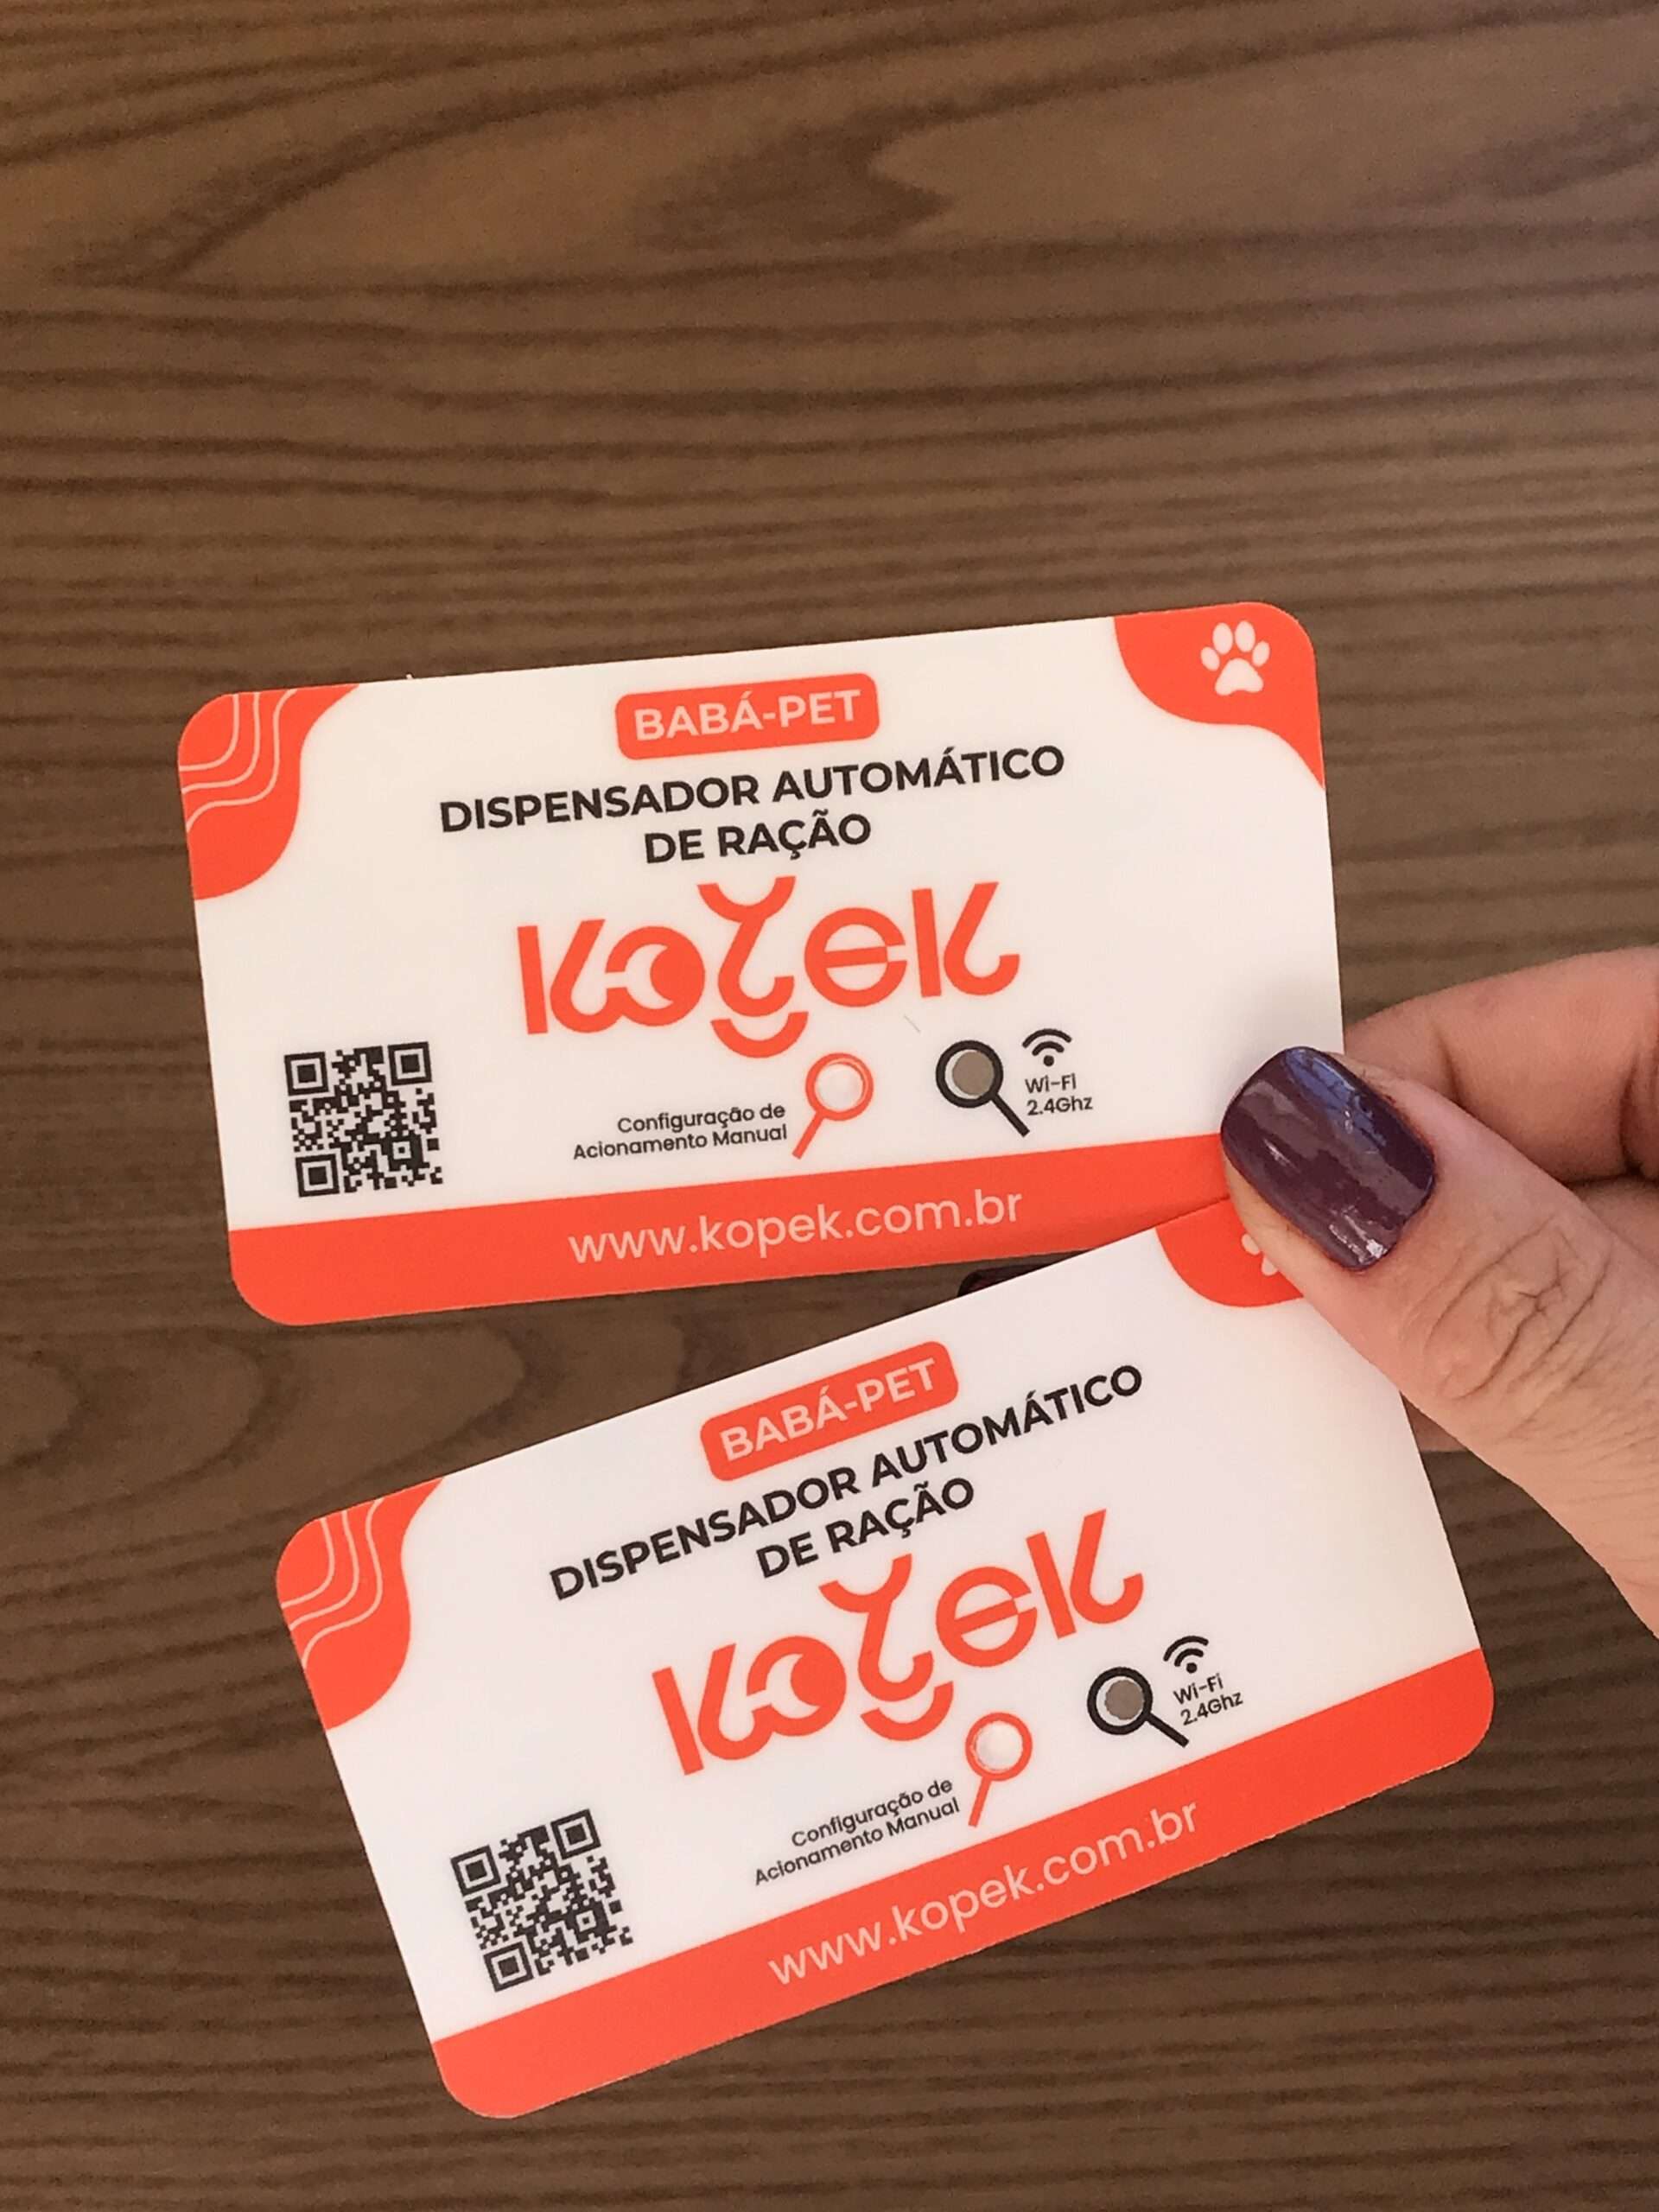 BABÁ-PET
DISPENSADOR AUTOMÁTICO
DE RAÇÃO
Kopek
Configuração de
Acionamento Manual
Wi-Fi
2.4Ghz
www.kopek.com.br
BABÁ-PET
DISPENSADOR AUTOMÁTICO
DE RAÇÃO
Kopek
Configuração de
Acionamento Manual
Wi-Fi
2.4Ghz
www.kopek.com.br